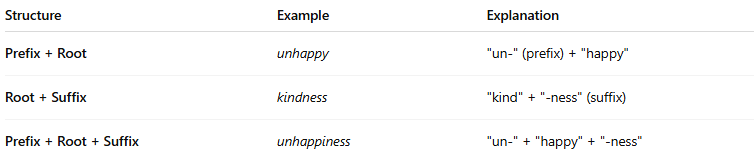 Structure Example Explanation
Prefix + Root unhappy "un-" (prefix) + "happy"
Root + Suffix kindness "kind" + "-ness" (suffix)
Prefix + Root + Suffix unhappiness "un-" + "happy" + "-ness"